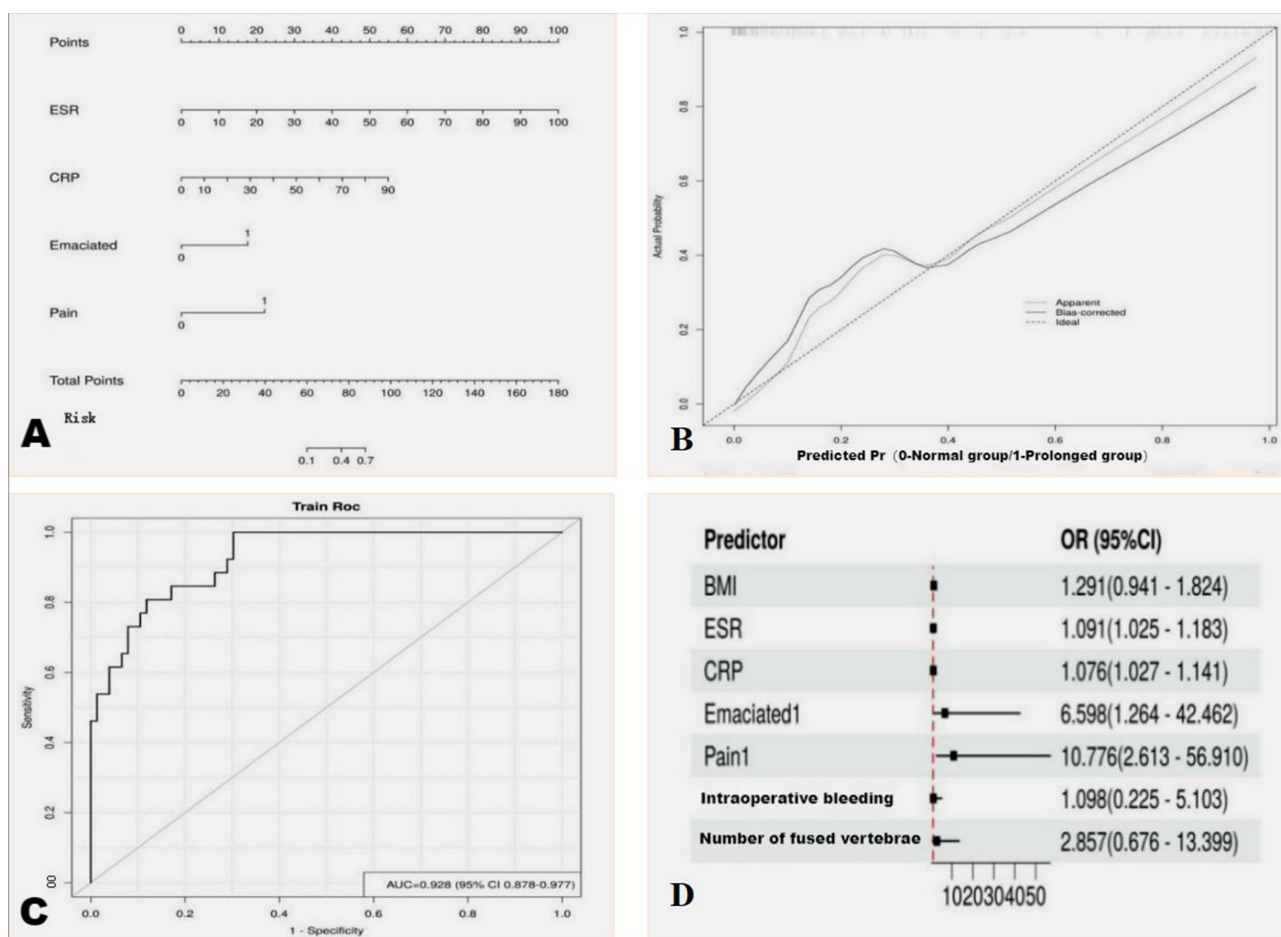 0 10 20 30 40 50 60 70 80 90 100
Points
ESR
0 10 20 30 40 50 60 70 80 90 100
CRP
0 10 30 50 70 90
1
Emaciated
0
1
Pain
0
Total Points
0 20 40 60 80 100 120 140 160 180
Risk
0.1 0.4 0.7
A
1.0
0.8
0.6
0.4
0.2
0.0
Actual Probability
Apparent
Bias-corrected
Ideal
0.0 0.2 0.4 0.6 0.8 1.0
Predicted Pr（0-Normal group/1-Prolonged group）
B
Train Roc
1.0
0.8
0.6
0.4
0.2
00
Sensitivity
AUC=0.928 (95% CI 0.878-0.977)
0.0 0.2 0.4 0.6 0.8 1.0
1 - Specificity
C
Predictor OR (95%CI)
BMI 1.291(0.941 - 1.824)
ESR 1.091(1.025 - 1.183)
CRP 1.076(1.027 - 1.141)
Emaciated1 6.598(1.264 - 42.462)
Pain1 10.776(2.613 - 56.910)
Intraoperative bleeding 1.098(0.225 - 5.103)
Number of fused vertebrae 2.857(0.676 - 13.399)
1020304050
D